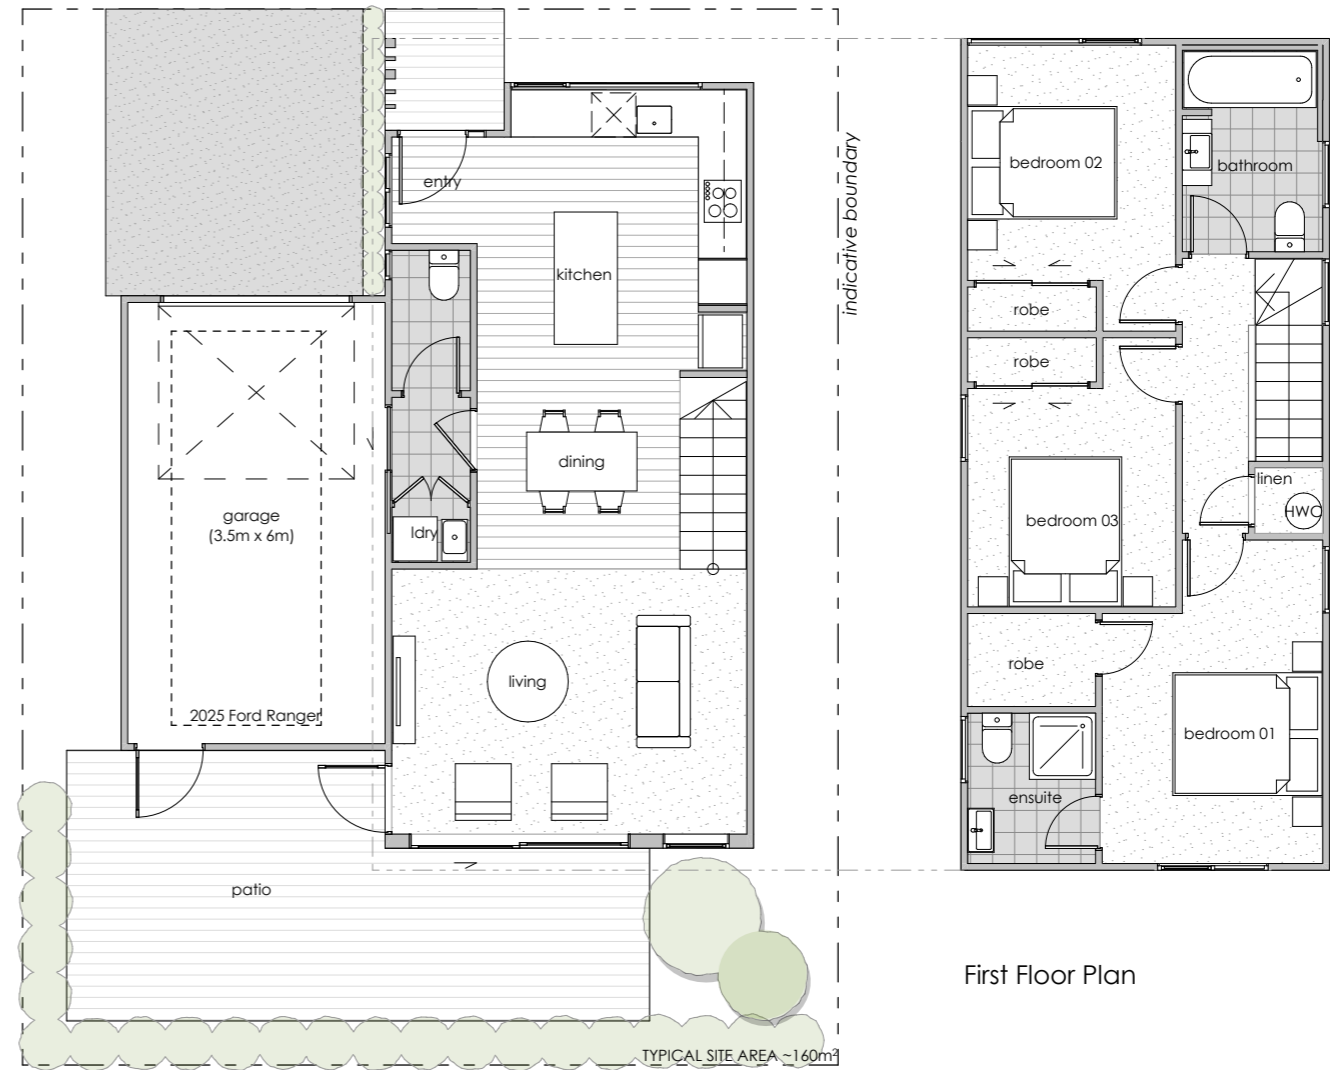 entry
kitchen
indicative boundary
dining
garage
(3.5m x 6m)
ldry
living
2025 Ford Ranger
patio
TYPICAL SITE AREA ~160m²
bedroom 02
bathroom
robe
robe
linen
HWC
bedroom 03
robe
bedroom 01
ensuite
First Floor Plan